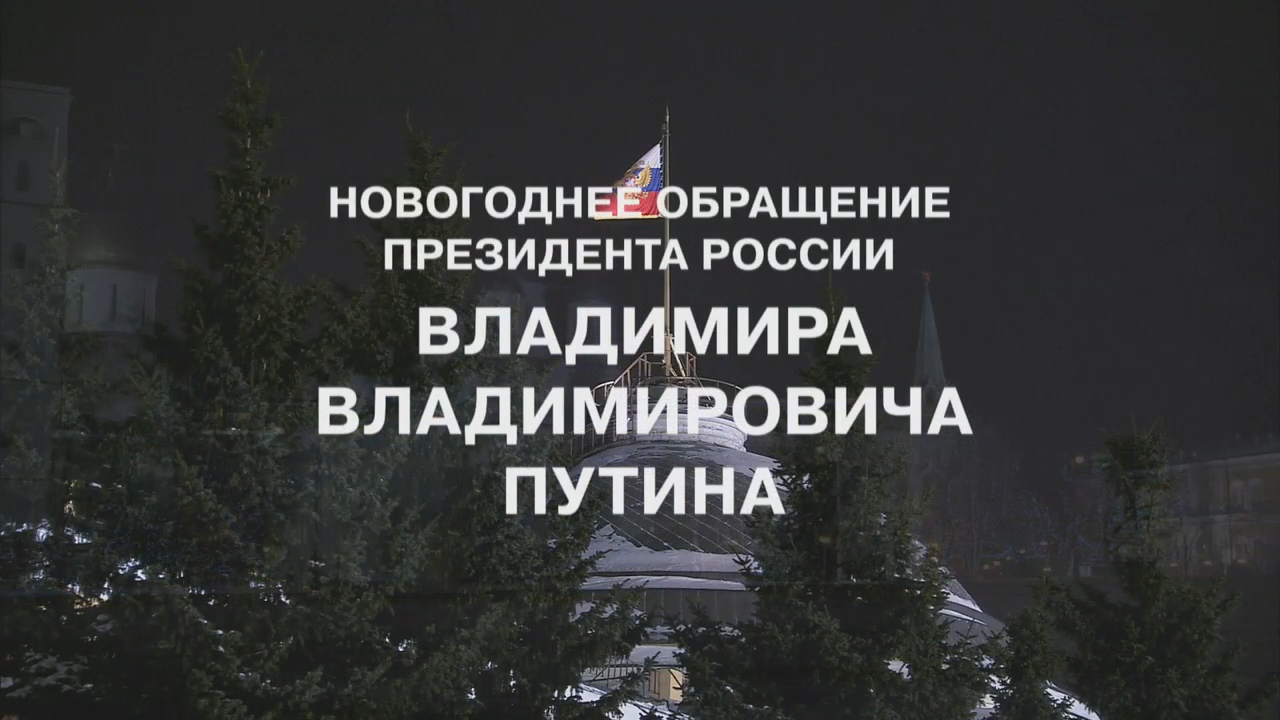 НОВОГОДНЕЕ ОБРАЩЕНИЕ
ПРЕЗИДЕНТА РОССИИ
ВЛАДИМИРА
ВЛАДИМИРОВИЧА
ПУТИНА